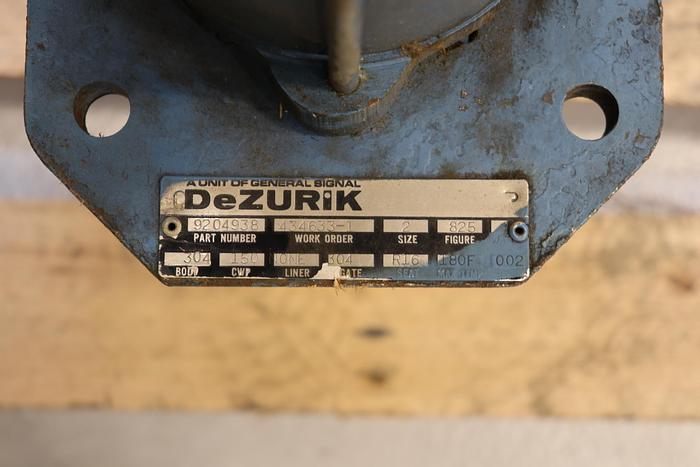 A UNIT OF GENERAL SIGNAL
DeZURiK
9204938 434633-1 2 825
PART NUMBER WORK ORDER SIZE FIGURE
304 150 ONE 304 R16 180F 002
BODY CWP LINER GATE SEAT MAX TEMP